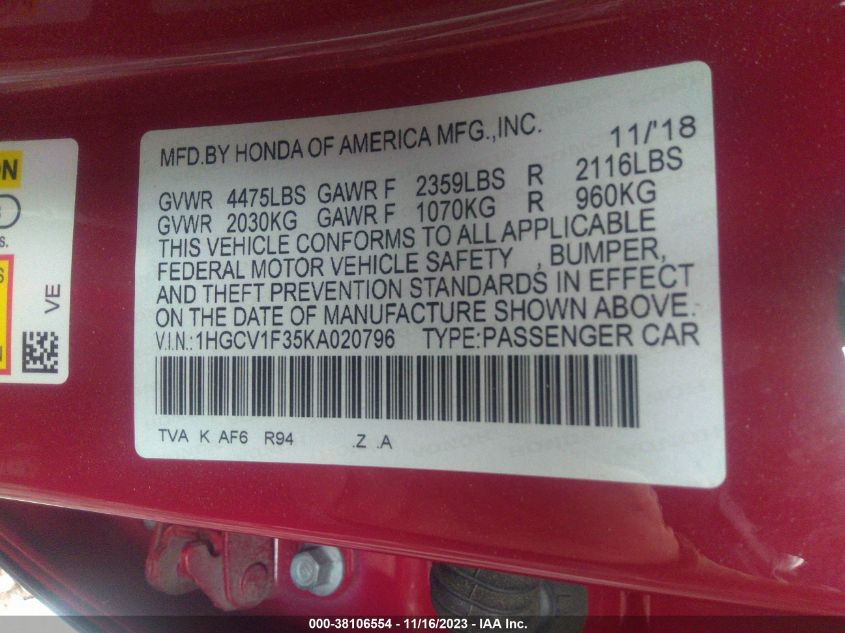 ON
S.
S
VE
MFD.BY HONDA OF AMERICA MFG.,INC. 11/'18
GVWR 4475LBS GAWR F 2359LBS R 2116LBS
GVWR 2030KG GAWR F 1070KG R 960KG
THIS VEHICLE CONFORMS TO ALL APPLICABLE
FEDERAL MOTOR VEHICLE SAFETY , BUMPER,
AND THEFT PREVENTION STANDARDS IN EFFECT
ON THE DATE OF MANUFACTURE SHOWN ABOVE.
V.I.N.:1HGCV1F35KA020796 TYPE:PASSENGER CAR
TVA K AF6 R94 .Z .A
000-38106554 - 11/16/2023 - IAA Inc.